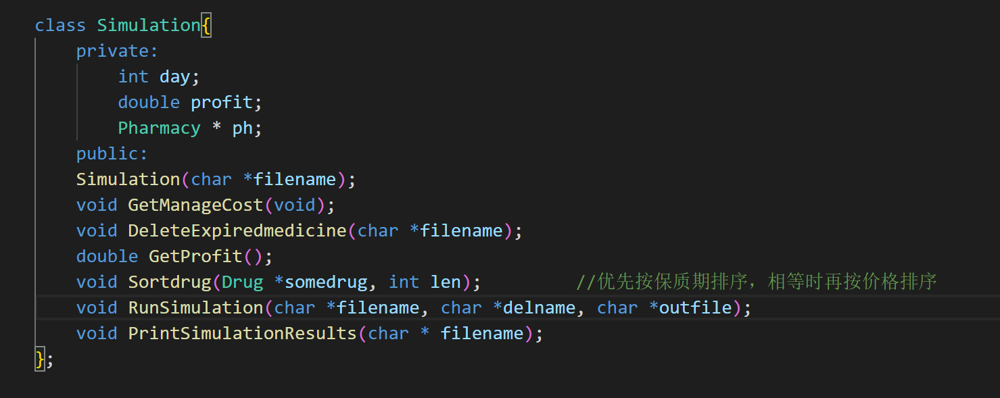 class Simulation{
    private:
        int day;
        double profit;
        Pharmacy * ph;
    public:
    Simulation(char *filename);
    void GetManageCost(void);
    void DeleteExpiredmedicine(char *filename);
    double GetProfit();
    void Sortdrug(Drug *somedrug, int len);         //优先按保质期排序，相等时再按价格排序
    void RunSimulation(char *filename, char *delname, char *outfile);
    void PrintSimulationResults(char * filename);
};